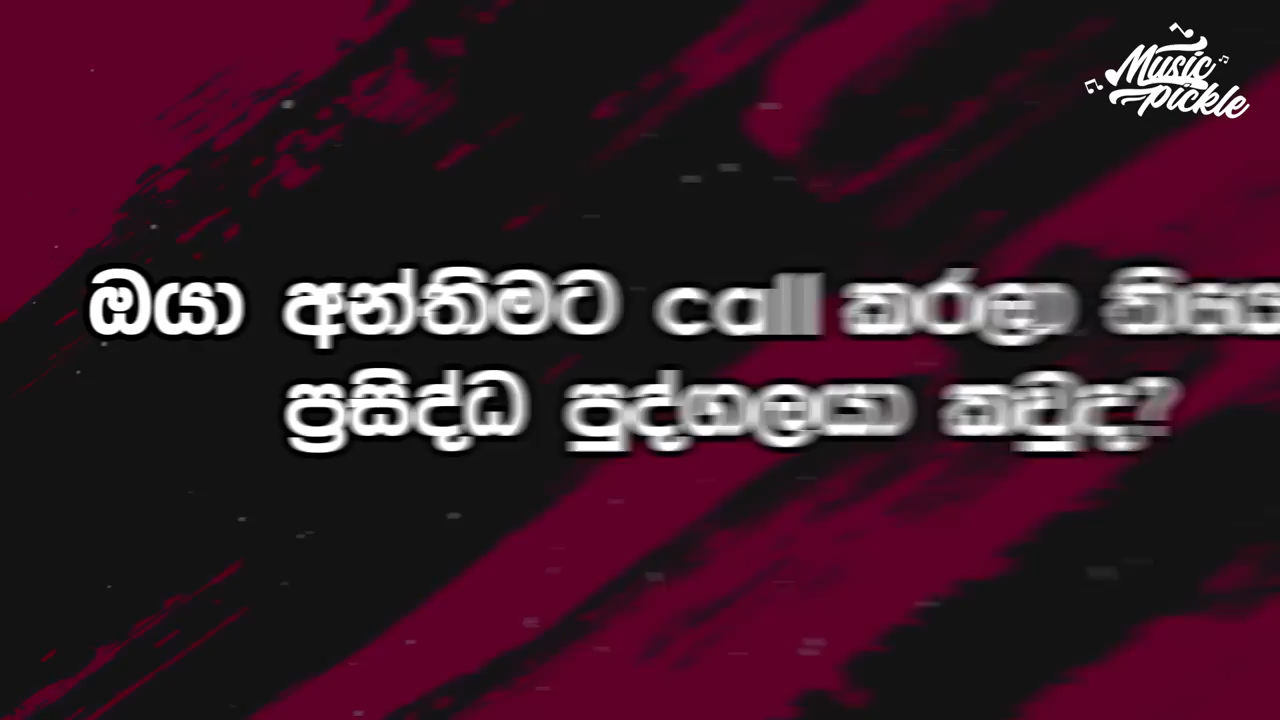 Music
pickle
ඔයා අන්තිමට call කරලා
ප්‍රසිද්ධ පුද්ගලයා කවුද?